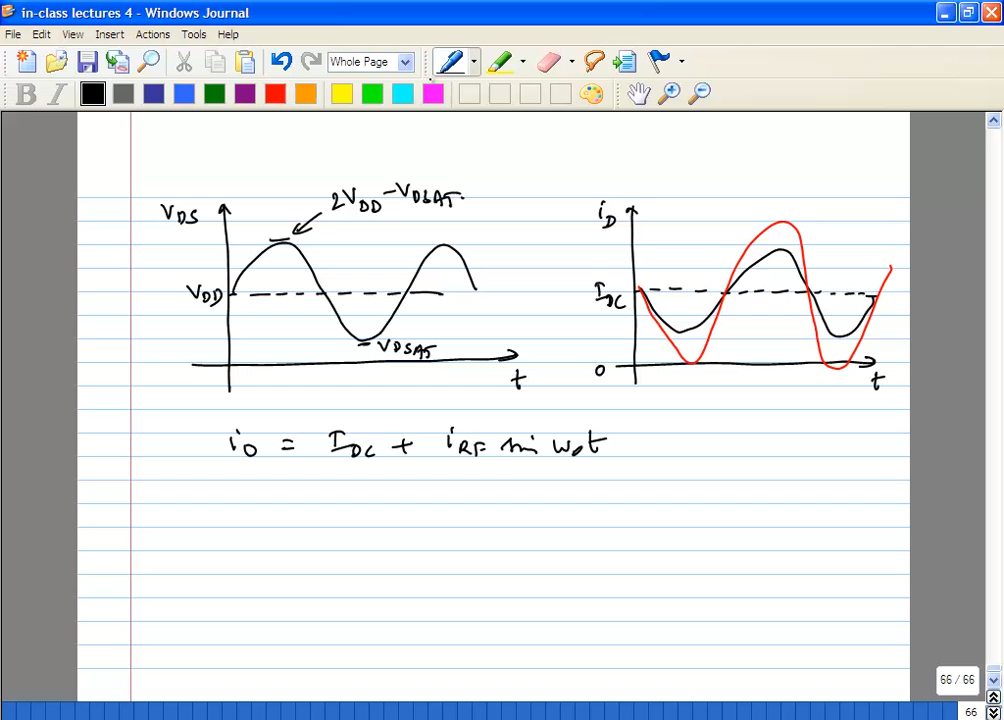 in-class lectures 4 - Windows Journal
File Edit View Insert Actions Tools Help
Whole Page
B I
2VDD - VDSAT
VDS
VDD
VDSAT
t
iD
IDC
0
t
iD = IDC + iRF sin ω0t
66 / 66
66